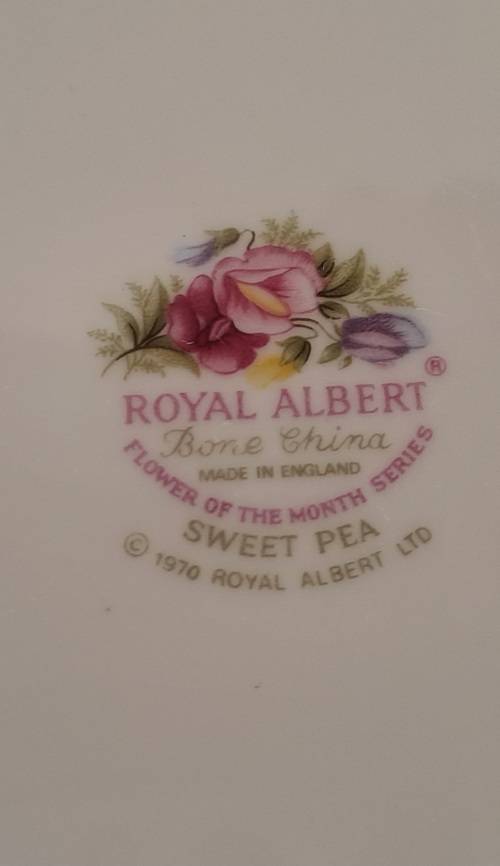 ROYAL ALBERT ®
Bone China
MADE IN ENGLAND
FLOWER OF THE MONTH SERIES
SWEET PEA
© 1970 ROYAL ALBERT LTD